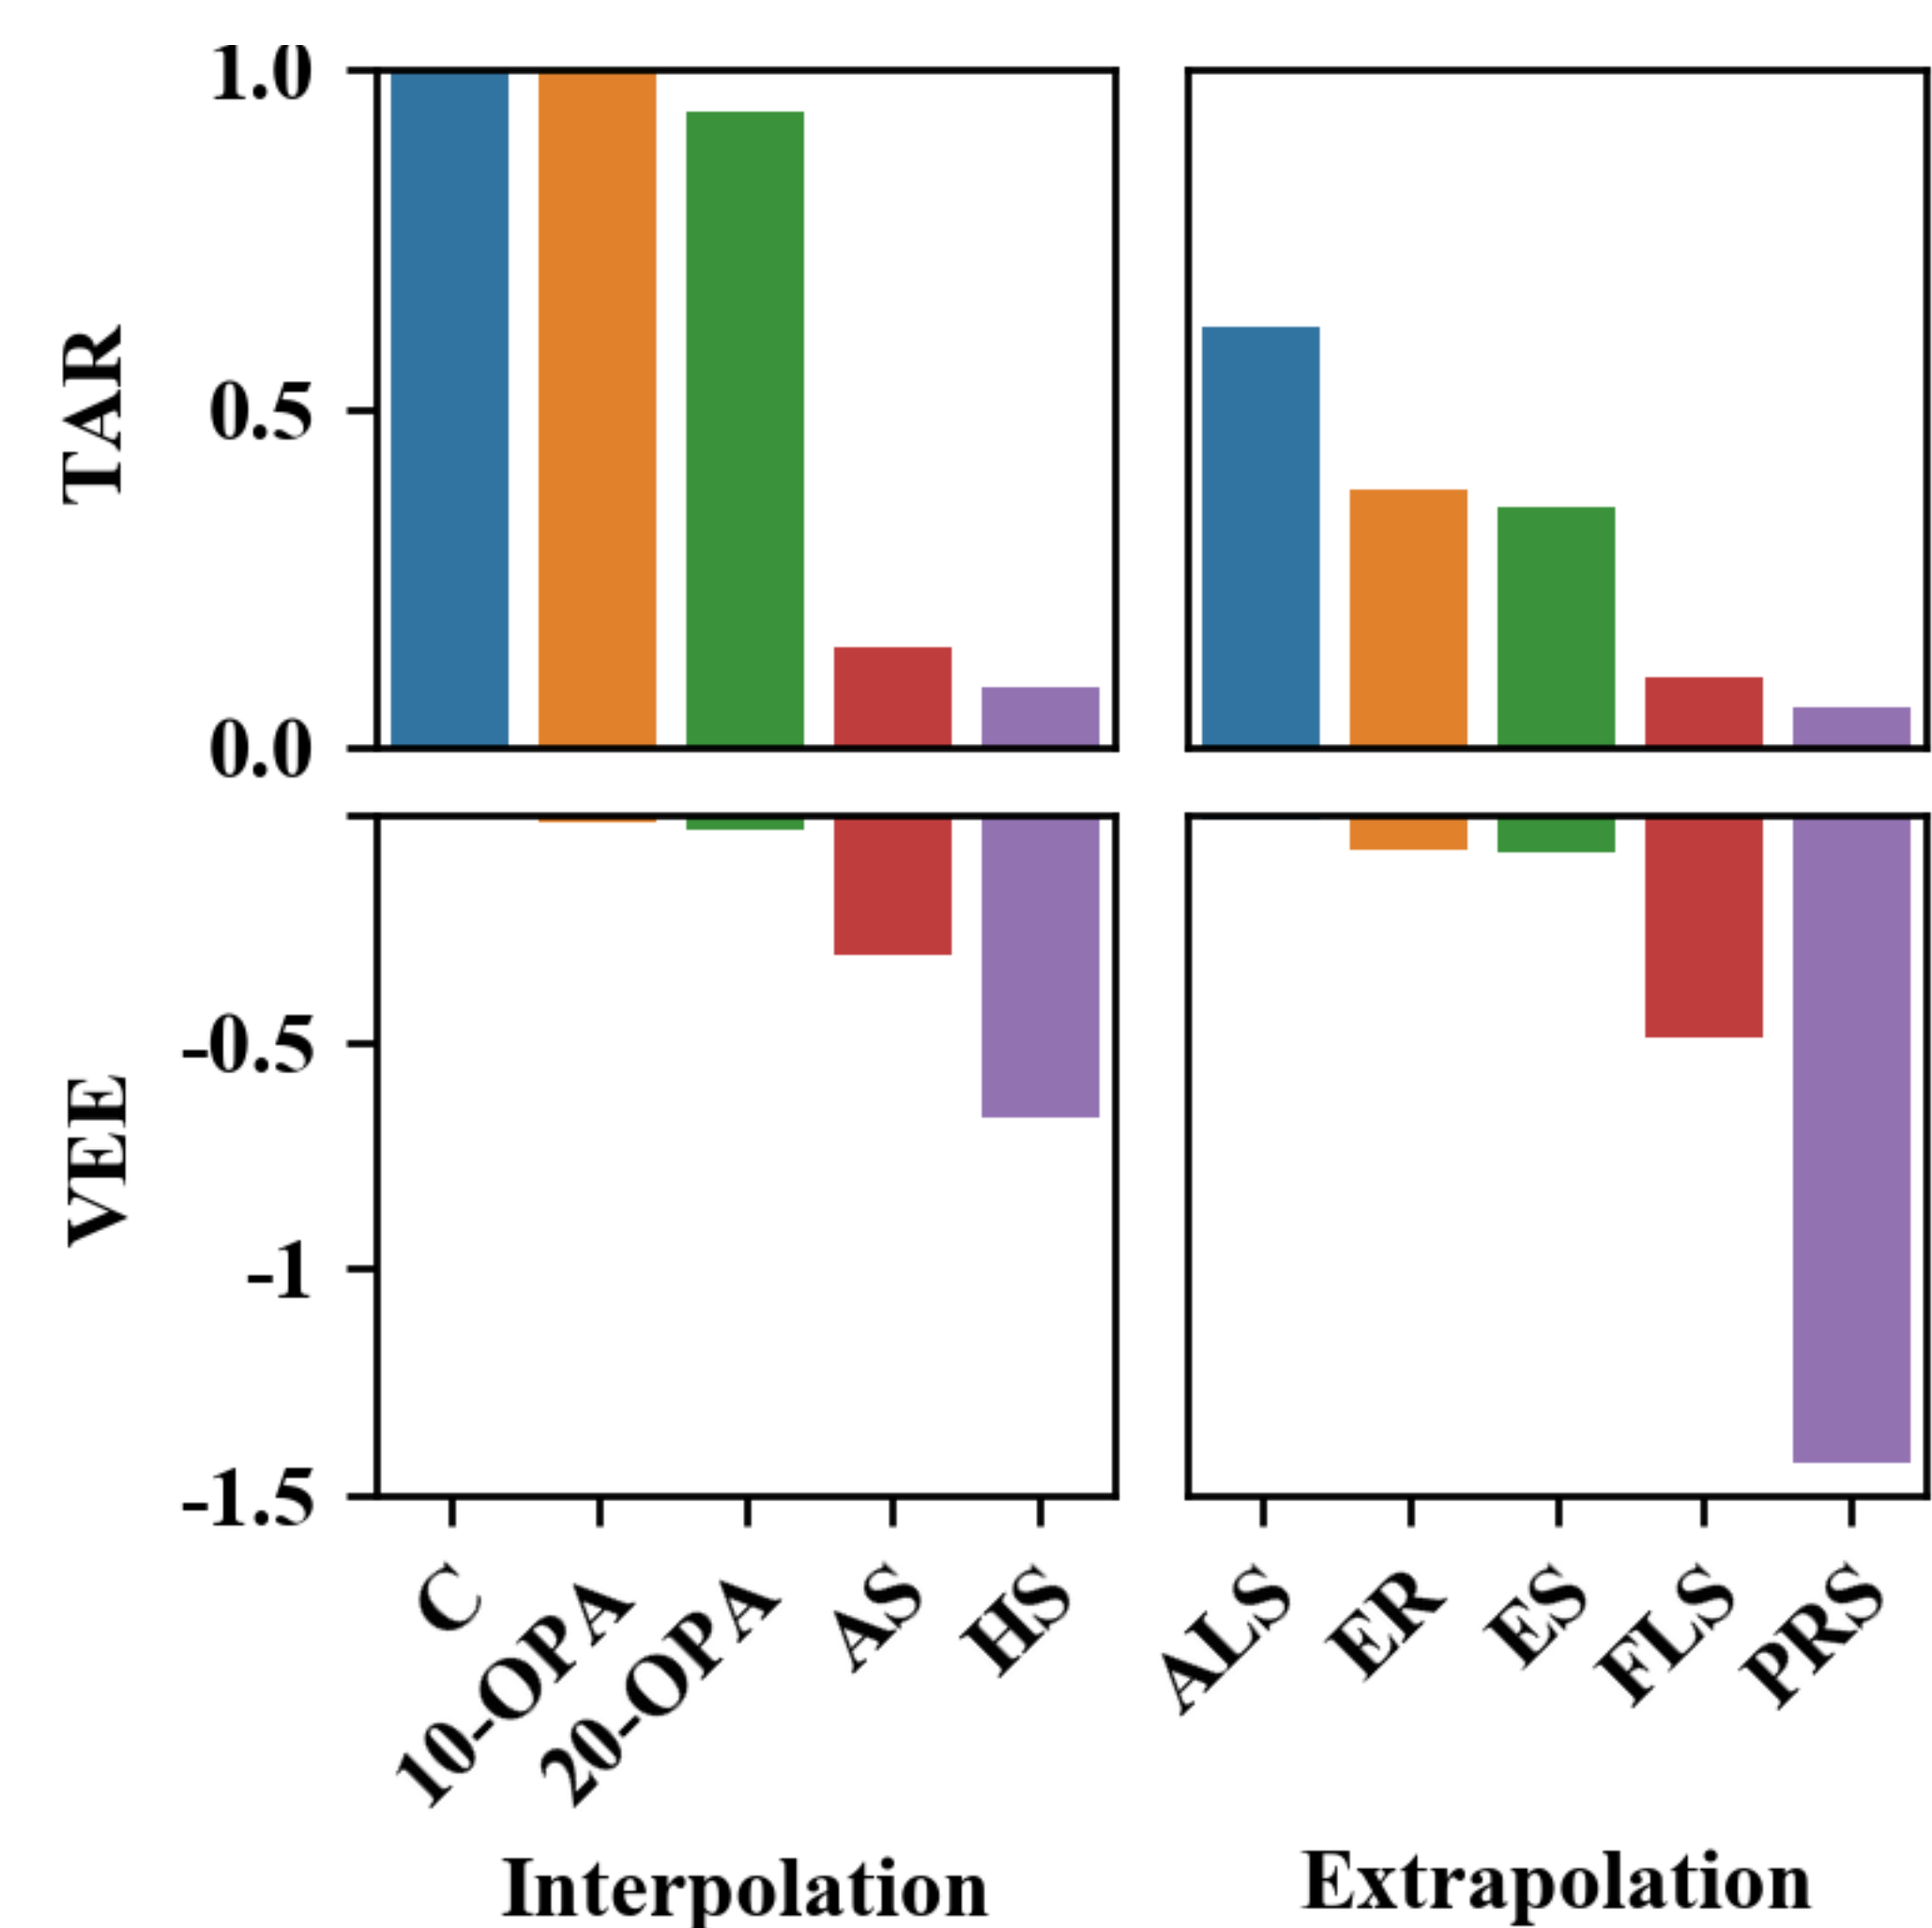 1.0
0.5
0.0
TAR
-0.5
-1
-1.5
VEE
C
10-OPA
20-OPA
AS
HS
ALS
ER
ES
FLS
PRS
Interpolation
Extrapolation